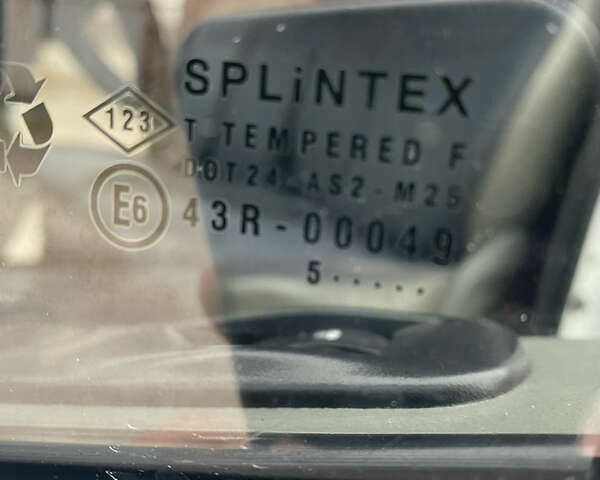 SPLiNTEX
123
T TEMPERED F
DOT24 AS2-M25
E6
43R-00049
5.....